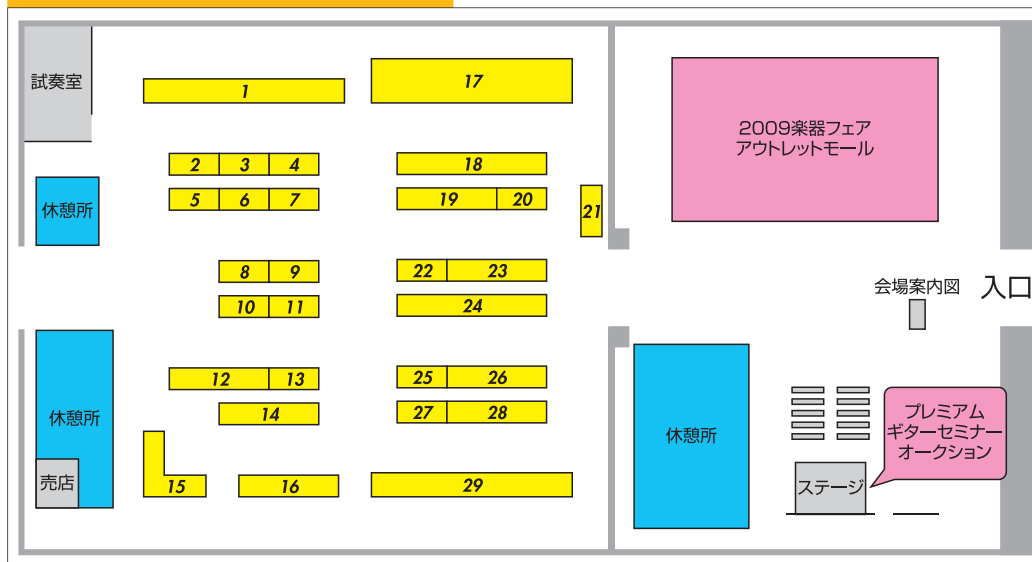 試奏室
1
17
2009楽器フェア
アウトレットモール
2 3 4
18
5 6 7
19 20
21
休憩所
8 9
22 23
会場案内図
入口
10 11
24
12 13
25 26
14
27 28
休憩所
休憩所
プレミアム
ギターセミナー
オークション
売店
15
16
29
ステージ